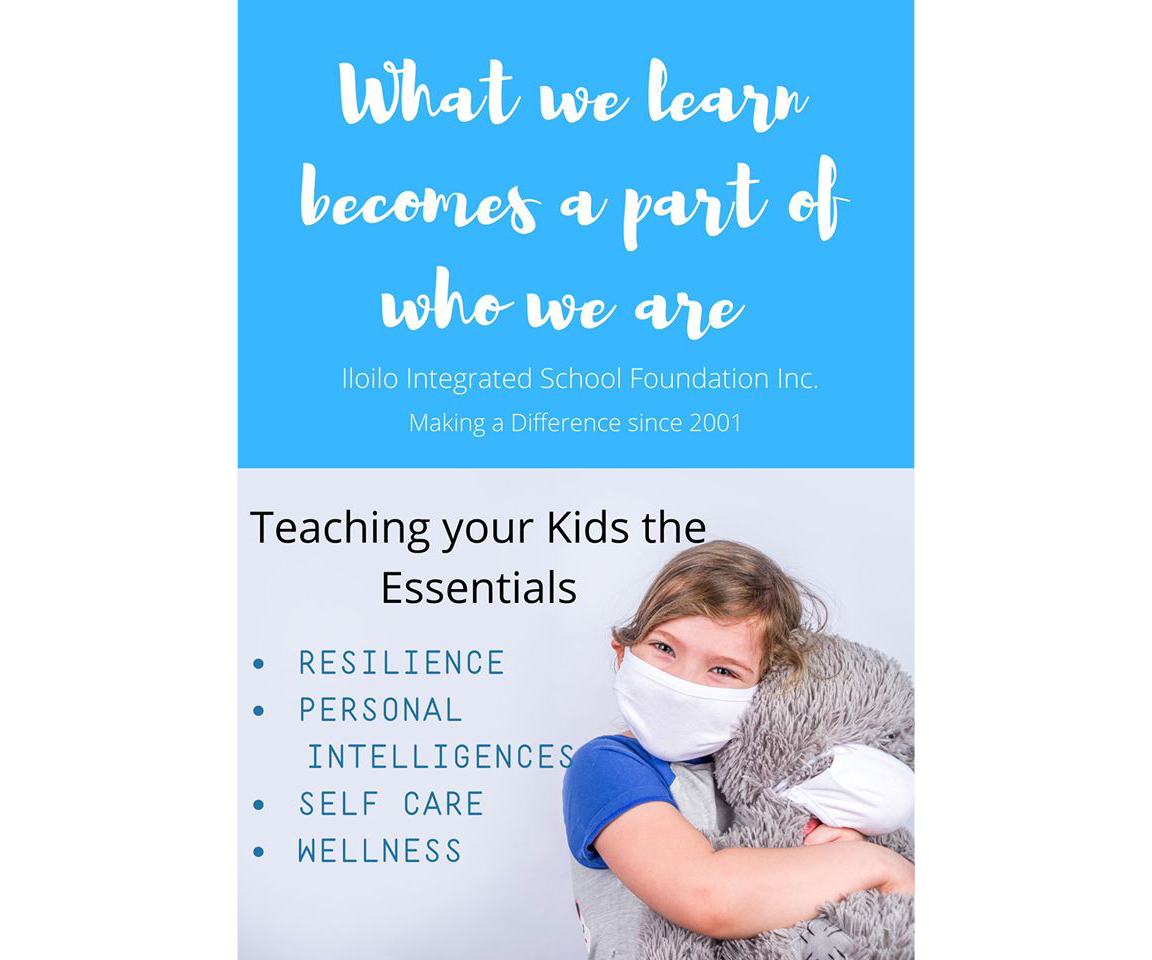 What we learn
becomes a part of
who we are
Iloilo Integrated School Foundation Inc.
Making a Difference since 2001
Teaching your Kids the
Essentials
• RESILIENCE
• PERSONAL
INTELLIGENCES
• SELF CARE
• WELLNESS